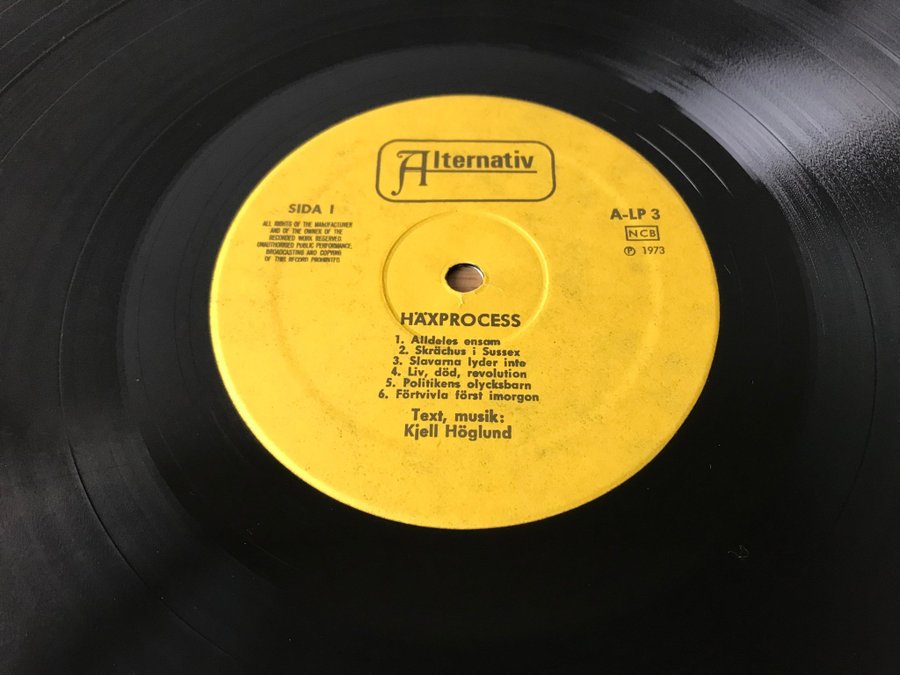 Alternativ
SIDA 1
ALL RIGHTS OF THE MANUFACTURER
AND OF THE OWNER OF THE
RECORDED WORK RESERVED.
UNAUTHORISED PUBLIC PERFORMANCE,
BROADCASTING AND COPYING
OF THIS RECORD PROHIBITED.
A-LP 3
NCB
℗ 1973
HÄXPROCESS
1. Alldeles ensam
2. Skrächus i Sussex
3. Slavarna lyder inte
4. Liv, död, revolution
5. Politikens olycksbarn
6. Förtvivla först imorgon
Text, musik:
Kjell Höglund